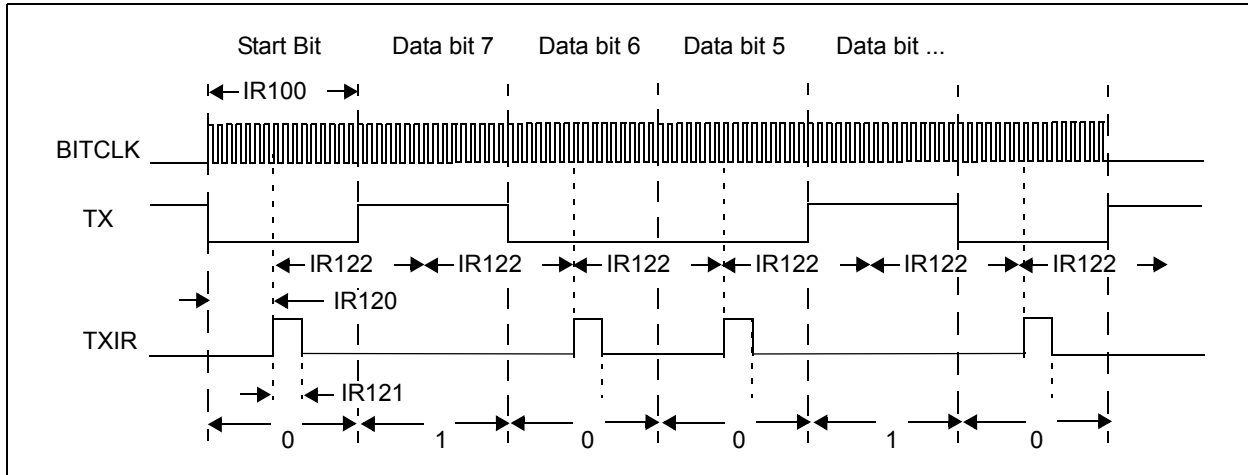 Start Bit Data bit 7 Data bit 6 Data bit 5 Data bit ...
IR100
BITCLK
TX
IR122 IR122 IR122 IR122 IR122 IR122
IR120
TXIR
IR121
0 1 0 0 1 0